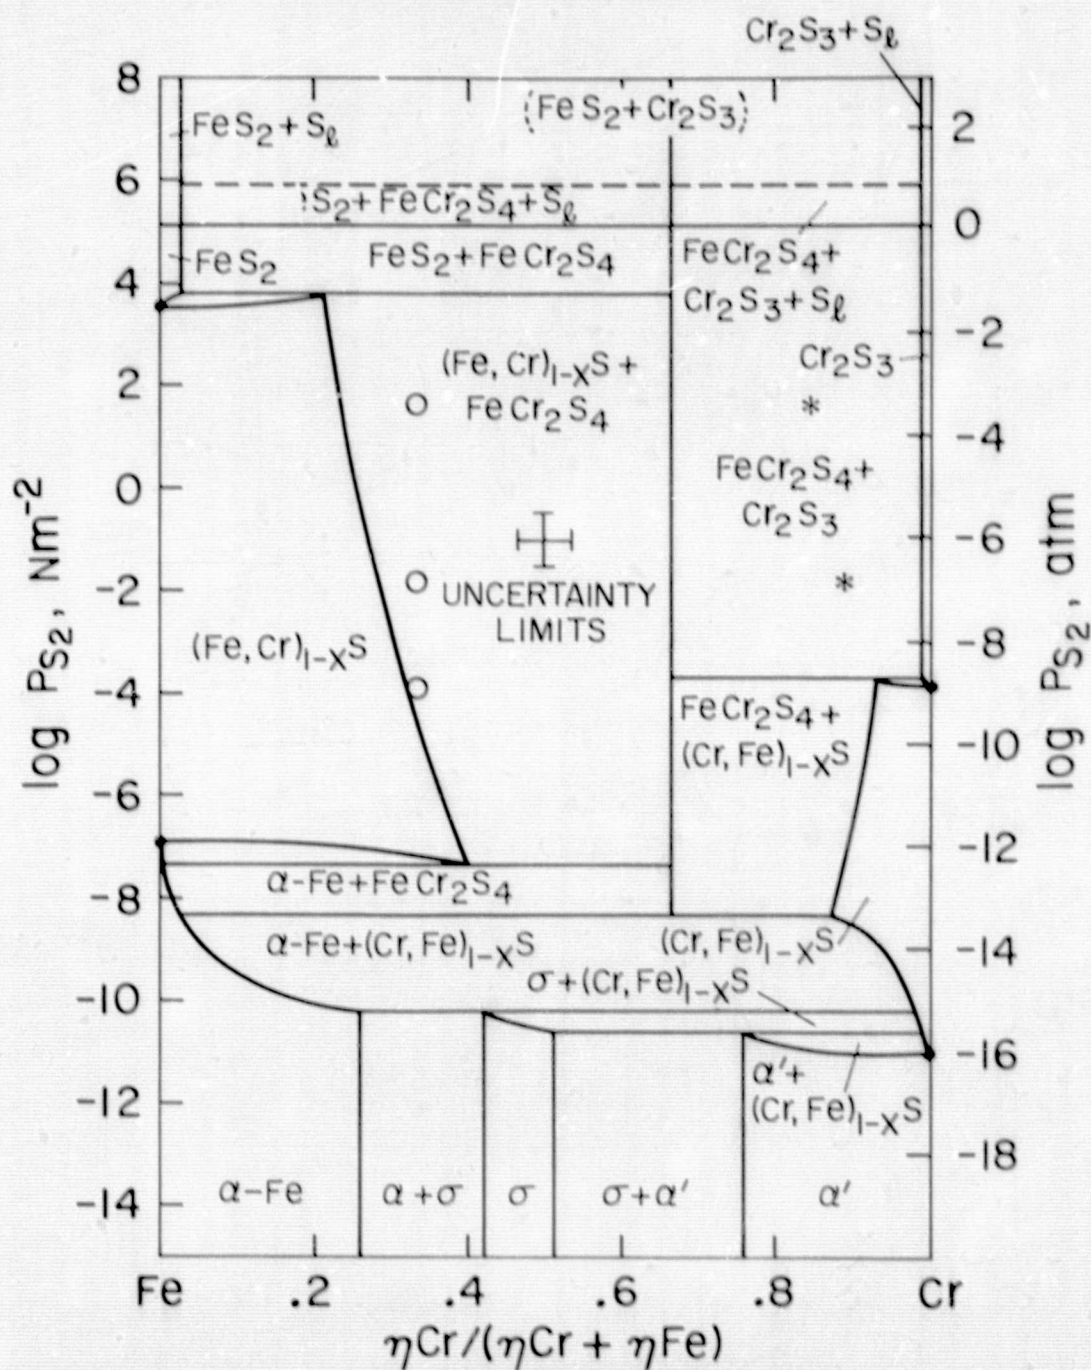 Cr2S3+Sℓ
8
(FeS2+Cr2S3)
FeS2+Sℓ
2
6
S2+FeCr2S4+Sℓ
0
FeS2
FeS2+FeCr2S4
FeCr2S4+
Cr2S3+Sℓ
4
-2
Cr2S3
(Fe, Cr)1-XS+
FeCr2S4
2
*
-4
FeCr2S4+
Cr2S3
0
-6
*
-2
UNCERTAINTY
LIMITS
(Fe, Cr)1-XS
-8
log PS2, Nm-2
log PS2, atm
-4
FeCr2S4+
(Cr, Fe)1-XS
-10
-6
-12
α-Fe+FeCr2S4
-8
α-Fe+(Cr, Fe)1-XS
(Cr, Fe)1-XS
-14
σ+(Cr, Fe)1-XS
-10
-16
α'+
(Cr, Fe)1-XS
-12
-18
-14
α-Fe
α+σ
σ
σ+α'
α'
Fe .2 .4 .6 .8 Cr
ηCr/(ηCr + ηFe)